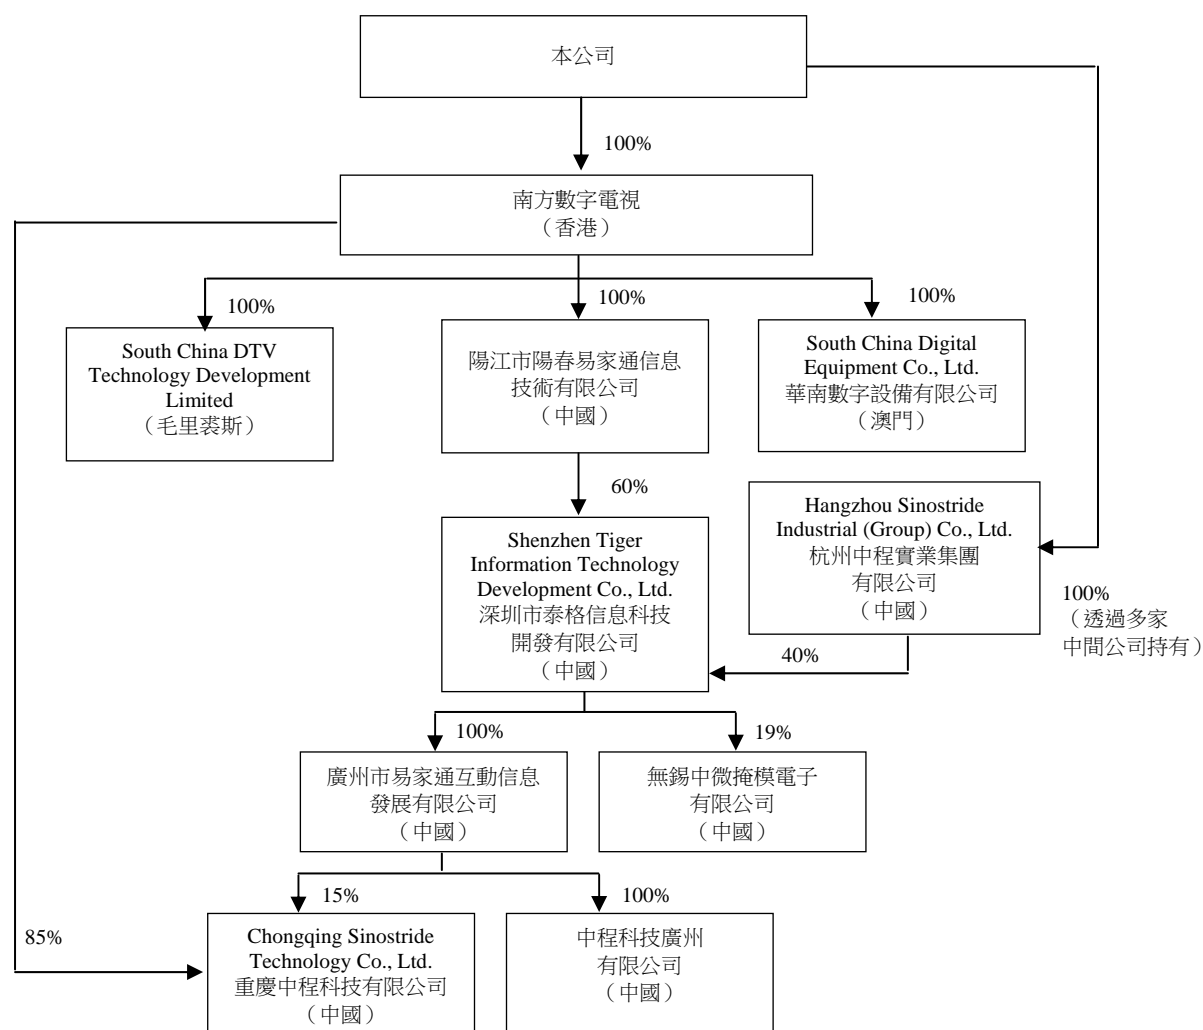 本公司
100%
南方數字電視
（香港）
100%
100%
100%
South China DTV
Technology Development
Limited
（毛里裘斯）
陽江市陽春易家通信息
技術有限公司
（中國）
South China Digital
Equipment Co., Ltd.
華南數字設備有限公司
（澳門）
60%
Shenzhen Tiger
Information Technology
Development Co., Ltd.
深圳市泰格信息科技
開發有限公司
（中國）
Hangzhou Sinostride
Industrial (Group) Co., Ltd.
杭州中程實業集團
有限公司
（中國）
100%
（透過多家
中間公司持有）
40%
100%
19%
廣州市易家通互動信息
發展有限公司
（中國）
無錫中微掩模電子
有限公司
（中國）
15%
100%
85%
Chongqing Sinostride
Technology Co., Ltd.
重慶中程科技有限公司
（中國）
中程科技廣州
有限公司
（中國）